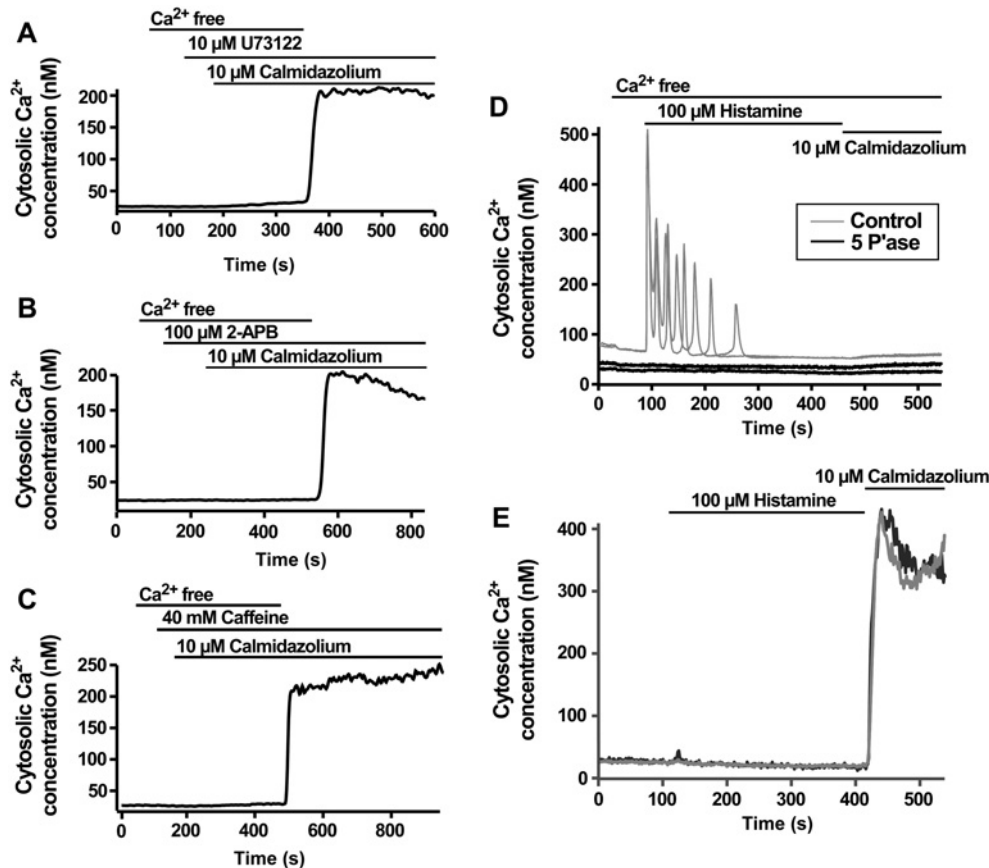 A
Ca2+ free
10 µM U73122
10 µM Calmidazolium
Cytosolic Ca2+
concentration (nM)
200
150
100
50
0 100 200 300 400 500 600
Time (s)
B
Ca2+ free
100 µM 2-APB
10 µM Calmidazolium
Cytosolic Ca2+
concentration (nM)
200
150
100
50
0 200 400 600 800
Time (s)
C
Ca2+ free
40 mM Caffeine
10 µM Calmidazolium
Cytosolic Ca2+
concentration (nM)
250
200
150
100
50
0 200 400 600 800
Time (s)
D
Ca2+ free
100 µM Histamine
10 µM Calmidazolium
Control
5 P'ase
Cytosolic Ca2+
concentration (nM)
500
400
300
200
100
0
0 100 200 300 400 500 540
Time (s)
E
10 µM Calmidazolium
100 µM Histamine
Cytosolic Ca2+
concentration (nM)
400
300
200
100
0
0 100 200 300 400 500
Time (s)